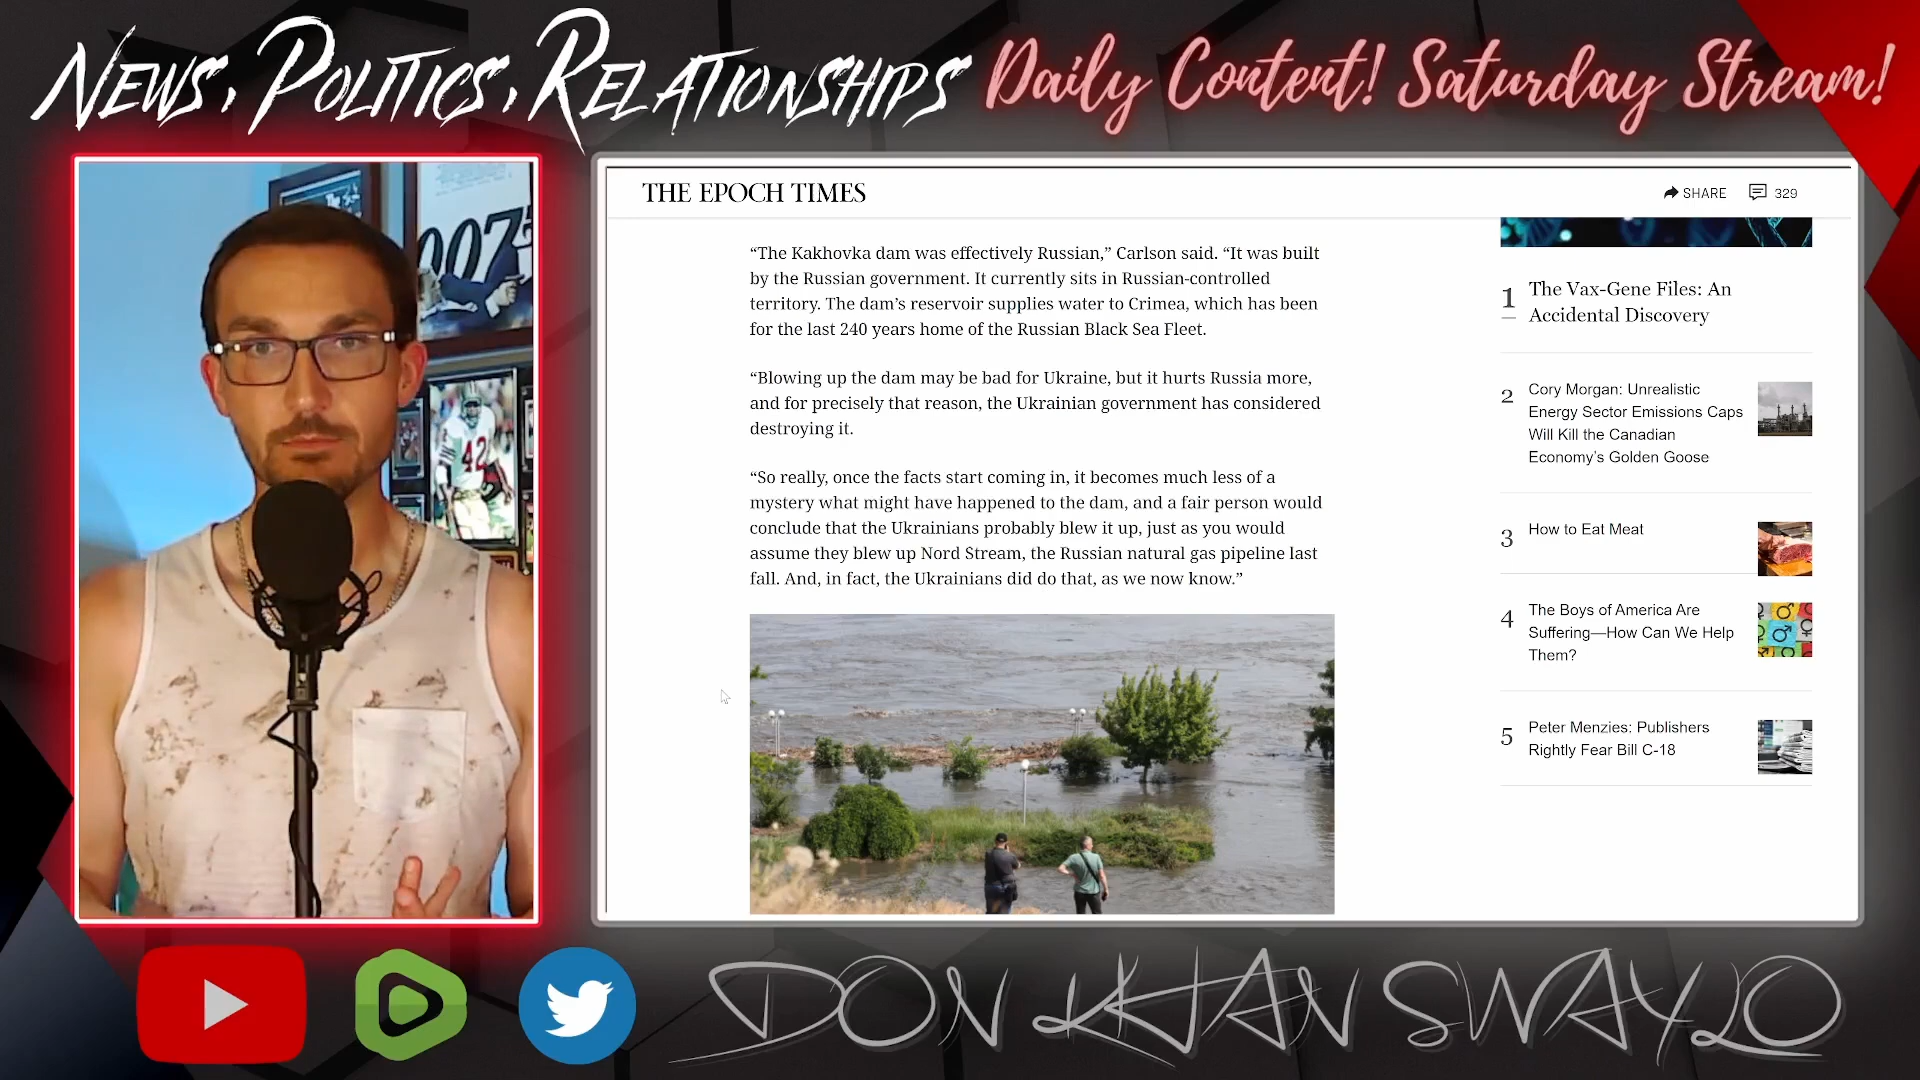 NEWS, POLITICS, RELATIONSHIPS
Daily Content! Saturday Stream!
007
42
THE EPOCH TIMES
SHARE
329
“The Kakhovka dam was effectively Russian,” Carlson said. “It was built
by the Russian government. It currently sits in Russian-controlled
territory. The dam’s reservoir supplies water to Crimea, which has been
for the last 240 years home of the Russian Black Sea Fleet.
“Blowing up the dam may be bad for Ukraine, but it hurts Russia more,
and for precisely that reason, the Ukrainian government has considered
destroying it.
“So really, once the facts start coming in, it becomes much less of a
mystery what might have happened to the dam, and a fair person would
conclude that the Ukrainians probably blew it up, just as you would
assume they blew up Nord Stream, the Russian natural gas pipeline last
fall. And, in fact, the Ukrainians did do that, as we now know.”
1
The Vax-Gene Files: An
Accidental Discovery
2
Cory Morgan: Unrealistic
Energy Sector Emissions Caps
Will Kill the Canadian
Economy’s Golden Goose
3
How to Eat Meat
4
The Boys of America Are
Suffering—How Can We Help
Them?
5
Peter Menzies: Publishers
Rightly Fear Bill C-18
DON KHAN SWAYLO